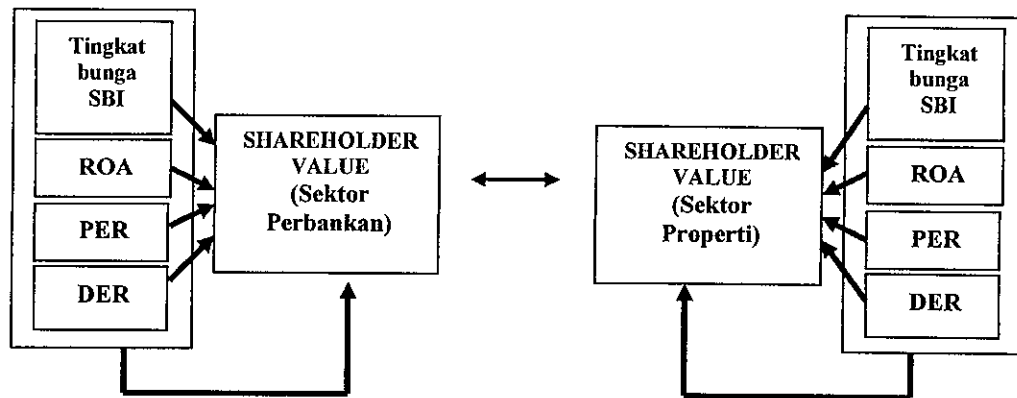 Tingkat
bunga
SBI
ROA
PER
DER
SHAREHOLDER
VALUE
(Sektor
Perbankan)
SHAREHOLDER
VALUE
(Sektor
Properti)
Tingkat
bunga
SBI
ROA
PER
DER